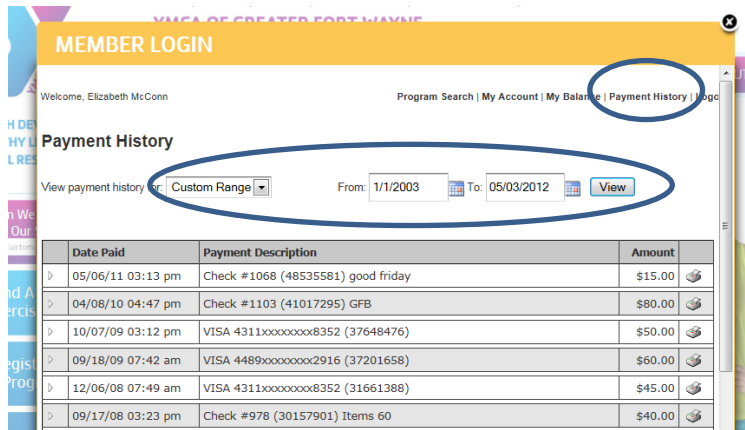 YMCA OF GREATER FORT WAYNE
MEMBER LOGIN
Welcome, Elizabeth McConn
Program Search | My Account | My Balance | Payment History | Logo
Payment History
View payment history for: Custom Range From: 1/1/2003 To: 05/03/2012 View
Date Paid Payment Description Amount
05/06/11 03:13 pm Check #1068 (48535581) good friday $15.00
04/08/10 04:47 pm Check #1103 (41017295) GFB $80.00
10/07/09 03:12 pm VISA 4311xxxxxxxx8352 (37648476) $50.00
09/18/09 07:42 am VISA 4489xxxxxxxx2916 (37201658) $60.00
12/06/08 07:49 am VISA 4311xxxxxxxx8352 (31661388) $45.00
09/17/08 03:23 pm Check #978 (30157901) Items 60 $40.00